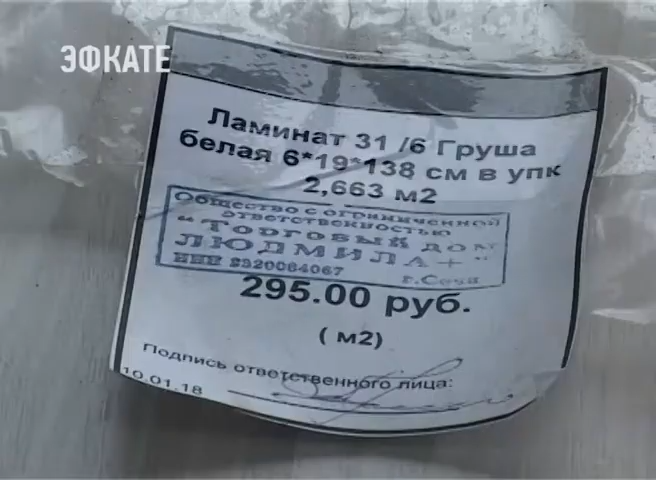 ЭФКАТЕ
Ламинат 31 /6 Груша
белая 6*19*138 см в упк
2,663 м2
Общество с ограниченной
ответственностью
"Торговый дом
ЛЮДМИЛА+"
ИНН 2320064067
г.Сочи
295.00 руб.
( м2)
Подпись ответственного лица:
10.01.18